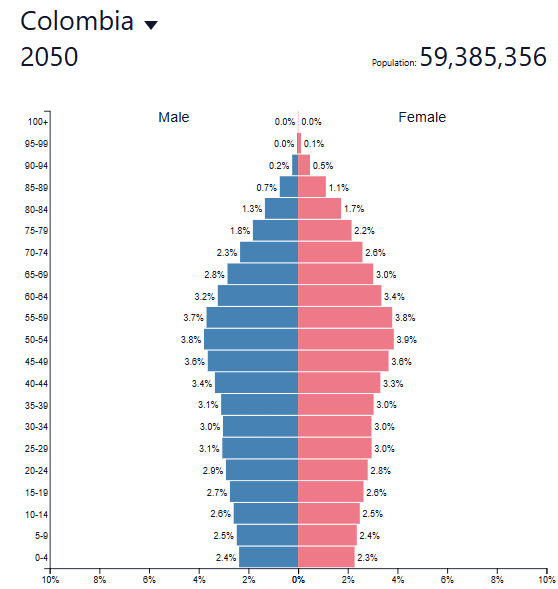 Colombia
2050
Population: 59,385,356
Male Female
100+ 0.0% 0.0%
95-99 0.0% 0.1%
90-94 0.2% 0.5%
85-89 0.7% 1.1%
80-84 1.3% 1.7%
75-79 1.8% 2.2%
70-74 2.3% 2.6%
65-69 2.8% 3.0%
60-64 3.2% 3.4%
55-59 3.7% 3.8%
50-54 3.8% 3.9%
45-49 3.6% 3.6%
40-44 3.4% 3.3%
35-39 3.1% 3.0%
30-34 3.0% 3.0%
25-29 3.1% 3.0%
20-24 2.9% 2.8%
15-19 2.7% 2.6%
10-14 2.6% 2.5%
5-9 2.5% 2.4%
0-4 2.4% 2.3%
10% 8% 6% 4% 2% 0% 2% 4% 6% 8% 10%